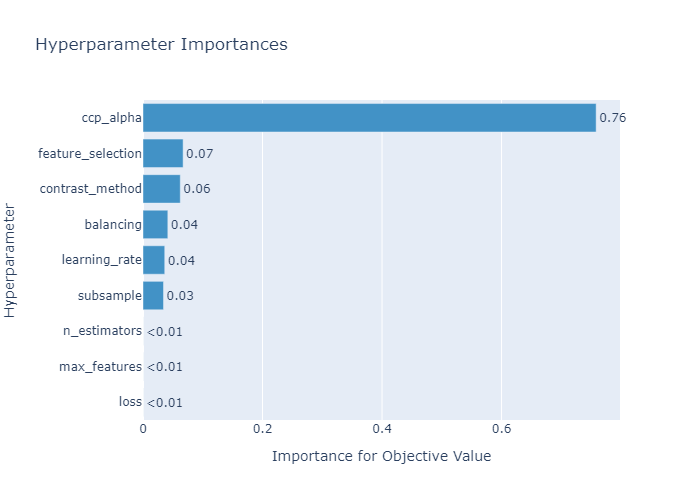 Hyperparameter Importances
Hyperparameter
ccp_alpha 0.76
feature_selection 0.07
contrast_method 0.06
balancing 0.04
learning_rate 0.04
subsample 0.03
n_estimators <0.01
max_features <0.01
loss <0.01
0 0.2 0.4 0.6
Importance for Objective Value